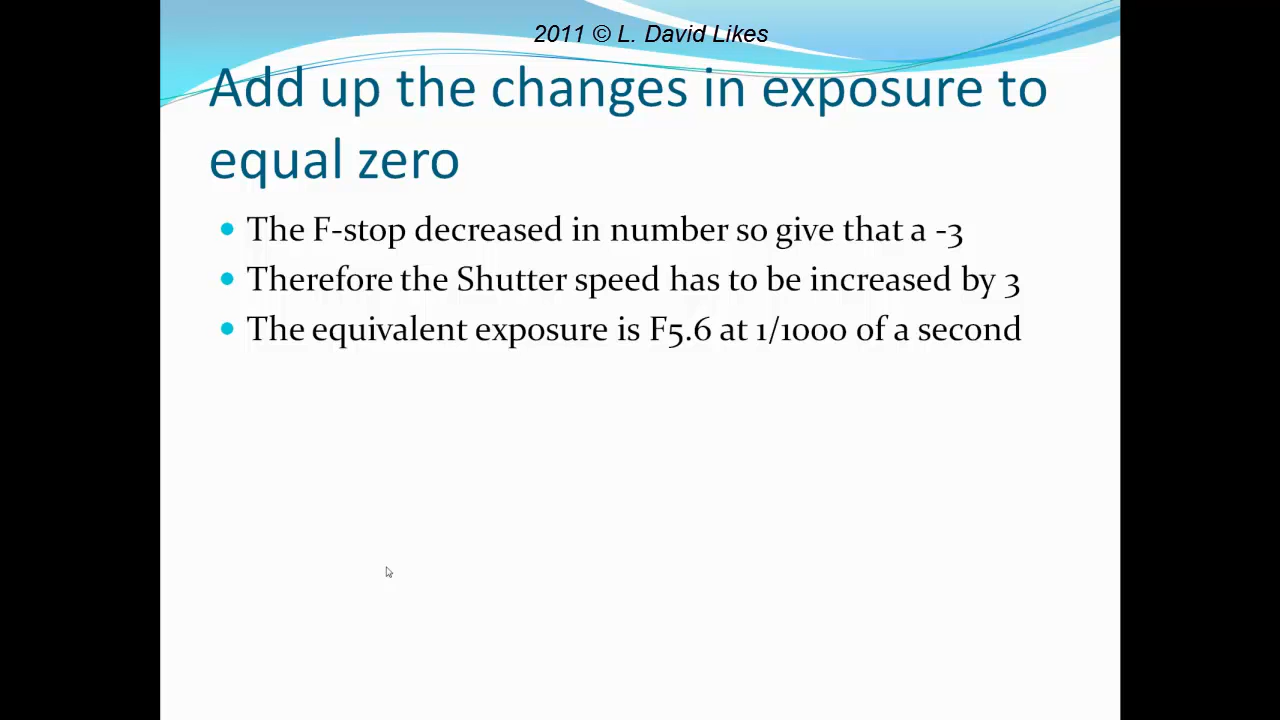 2011 © L. David Likes
Add up the changes in exposure to
equal zero
• The F-stop decreased in number so give that a -3
• Therefore the Shutter speed has to be increased by 3
• The equivalent exposure is F5.6 at 1/1000 of a second